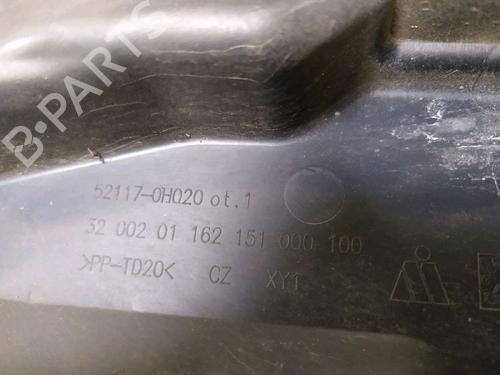 B-PARTS
52117-0H020 ot.1
32 002 01 162 151 000 100
>PP-TD20< CZ XY1